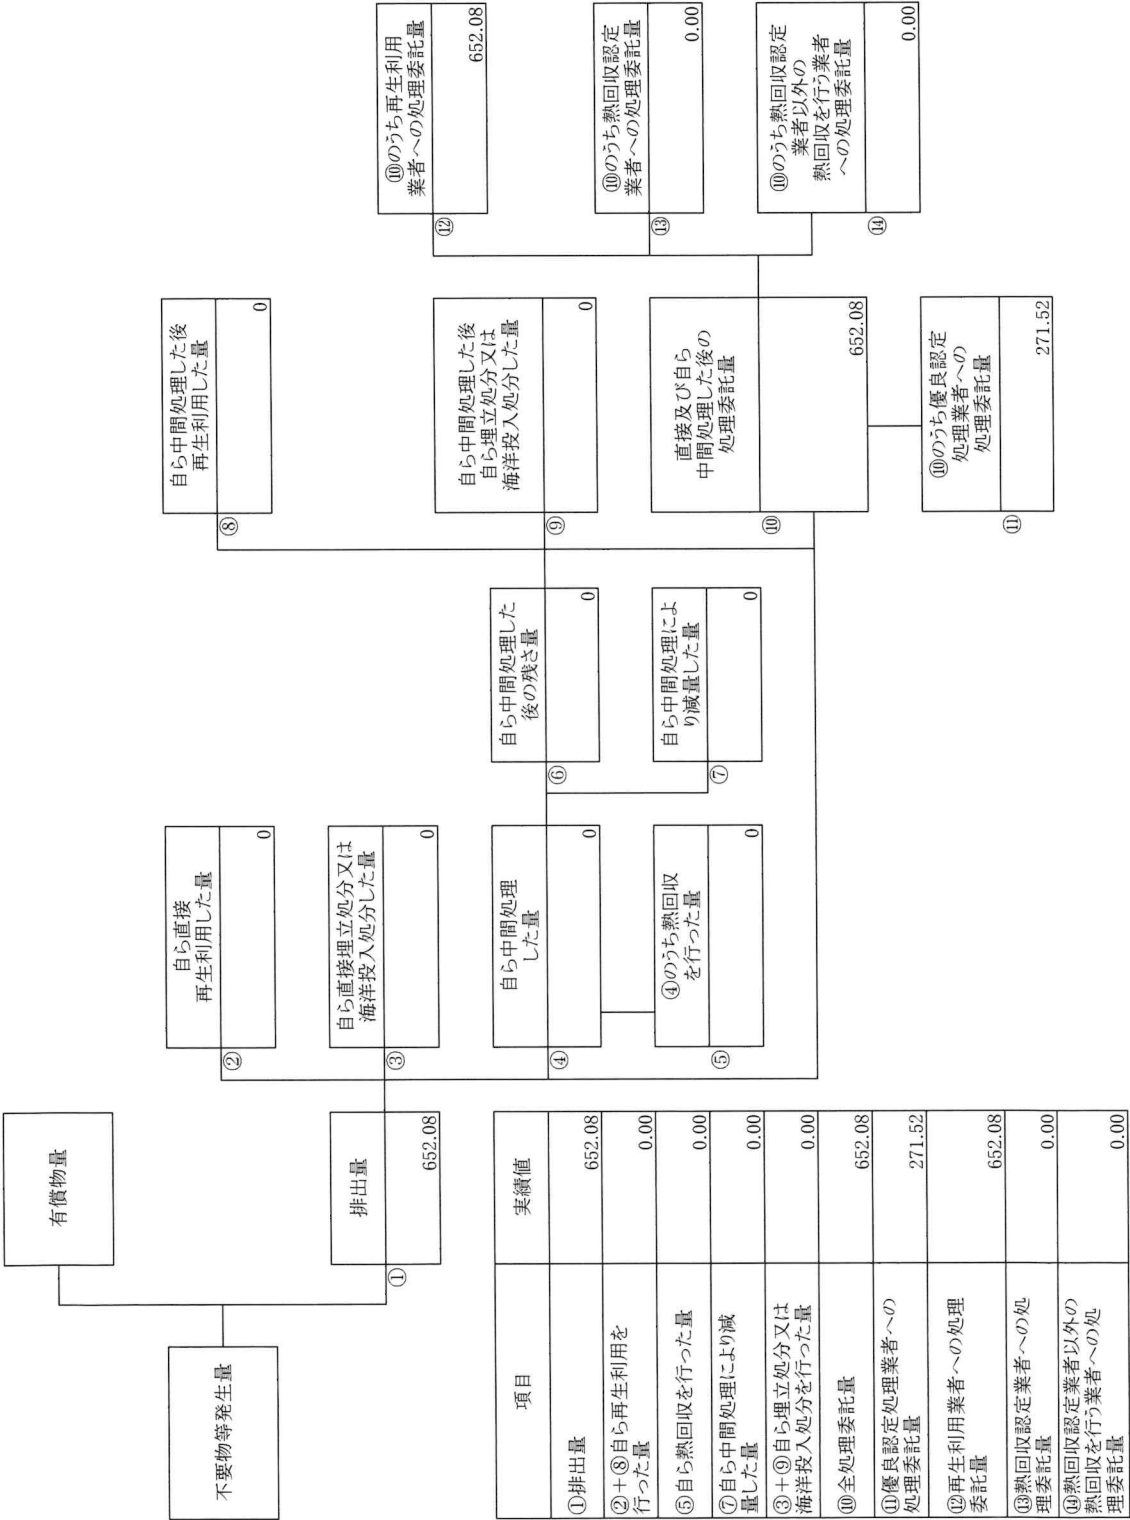 不要物等発生量
有償物量
排出量
①
652.08
自ら直接
再生利用した量
②
0
自ら直接埋立処分又は
海洋投入処分した量
③
0
自ら中間処理
した量
④
0
④のうち熱回収
を行った量
⑤
0
自ら中間処理した
後の残さ量
⑥
0
自ら中間処理によ
り減量した量
⑦
0
自ら中間処理した後
再生利用した量
⑧
0
自ら中間処理した後
自ら埋立処分又は
海洋投入処分した量
⑨
0
直接及び自ら
中間処理した後の
処理委託量
⑩
652.08
⑩のうち優良認定
処理業者への
処理委託量
⑪
271.52
⑩のうち再生利用
業者への処理委託量
⑫
652.08
⑩のうち熱回収認定
業者への処理委託量
⑬
0.00
⑩のうち熱回収認定
業者以外の
熱回収を行う業者
への処理委託量
⑭
0.00
項目 実績値
①排出量 652.08
②+⑧自ら再生利用を
行った量 0.00
⑤自ら熱回収を行った量 0.00
⑦自ら中間処理により減
量した量 0.00
③+⑨自ら埋立処分又は
海洋投入処分を行った量 0.00
⑩全処理委託量 652.08
⑪優良認定処理業者への
処理委託量 271.52
⑫再生利用業者への処理
委託量 652.08
⑬熱回収認定業者への処
理委託量 0.00
⑭熱回収認定業者以外の
熱回収を行う業者への処
理委託量 0.00